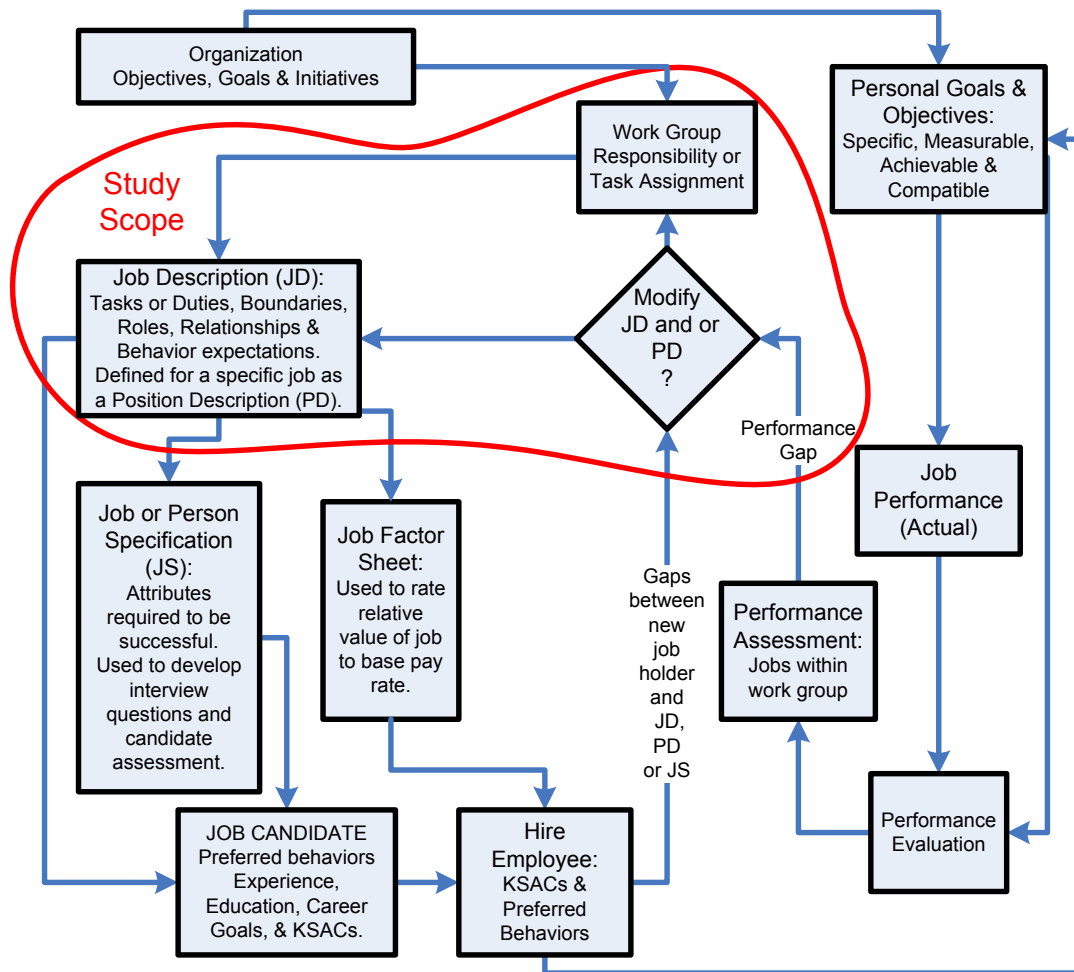 Organization
Objectives, Goals & Initiatives
Personal Goals &
Objectives:
Specific, Measurable,
Achievable &
Compatible
Work Group
Responsibility or
Task Assignment
Study
Scope
Job Description (JD):
Tasks or Duties, Boundaries,
Roles, Relationships &
Behavior expectations.
Defined for a specific job as
a Position Description (PD).
Modify
JD and or
PD
?
Performance
Gap
Job
Performance
(Actual)
Job or Person
Specification
(JS):
Attributes
required to be
successful.
Used to develop
interview
questions and
candidate
assessment.
Job Factor
Sheet:
Used to rate
relative
value of job
to base pay
rate.
Gaps
between
new
job
holder
and
JD,
PD
or JS
Performance
Assessment:
Jobs within
work group
Performance
Evaluation
JOB CANDIDATE
Preferred behaviors
Experience,
Education, Career
Goals, & KSACs.
Hire
Employee:
KSACs &
Preferred
Behaviors